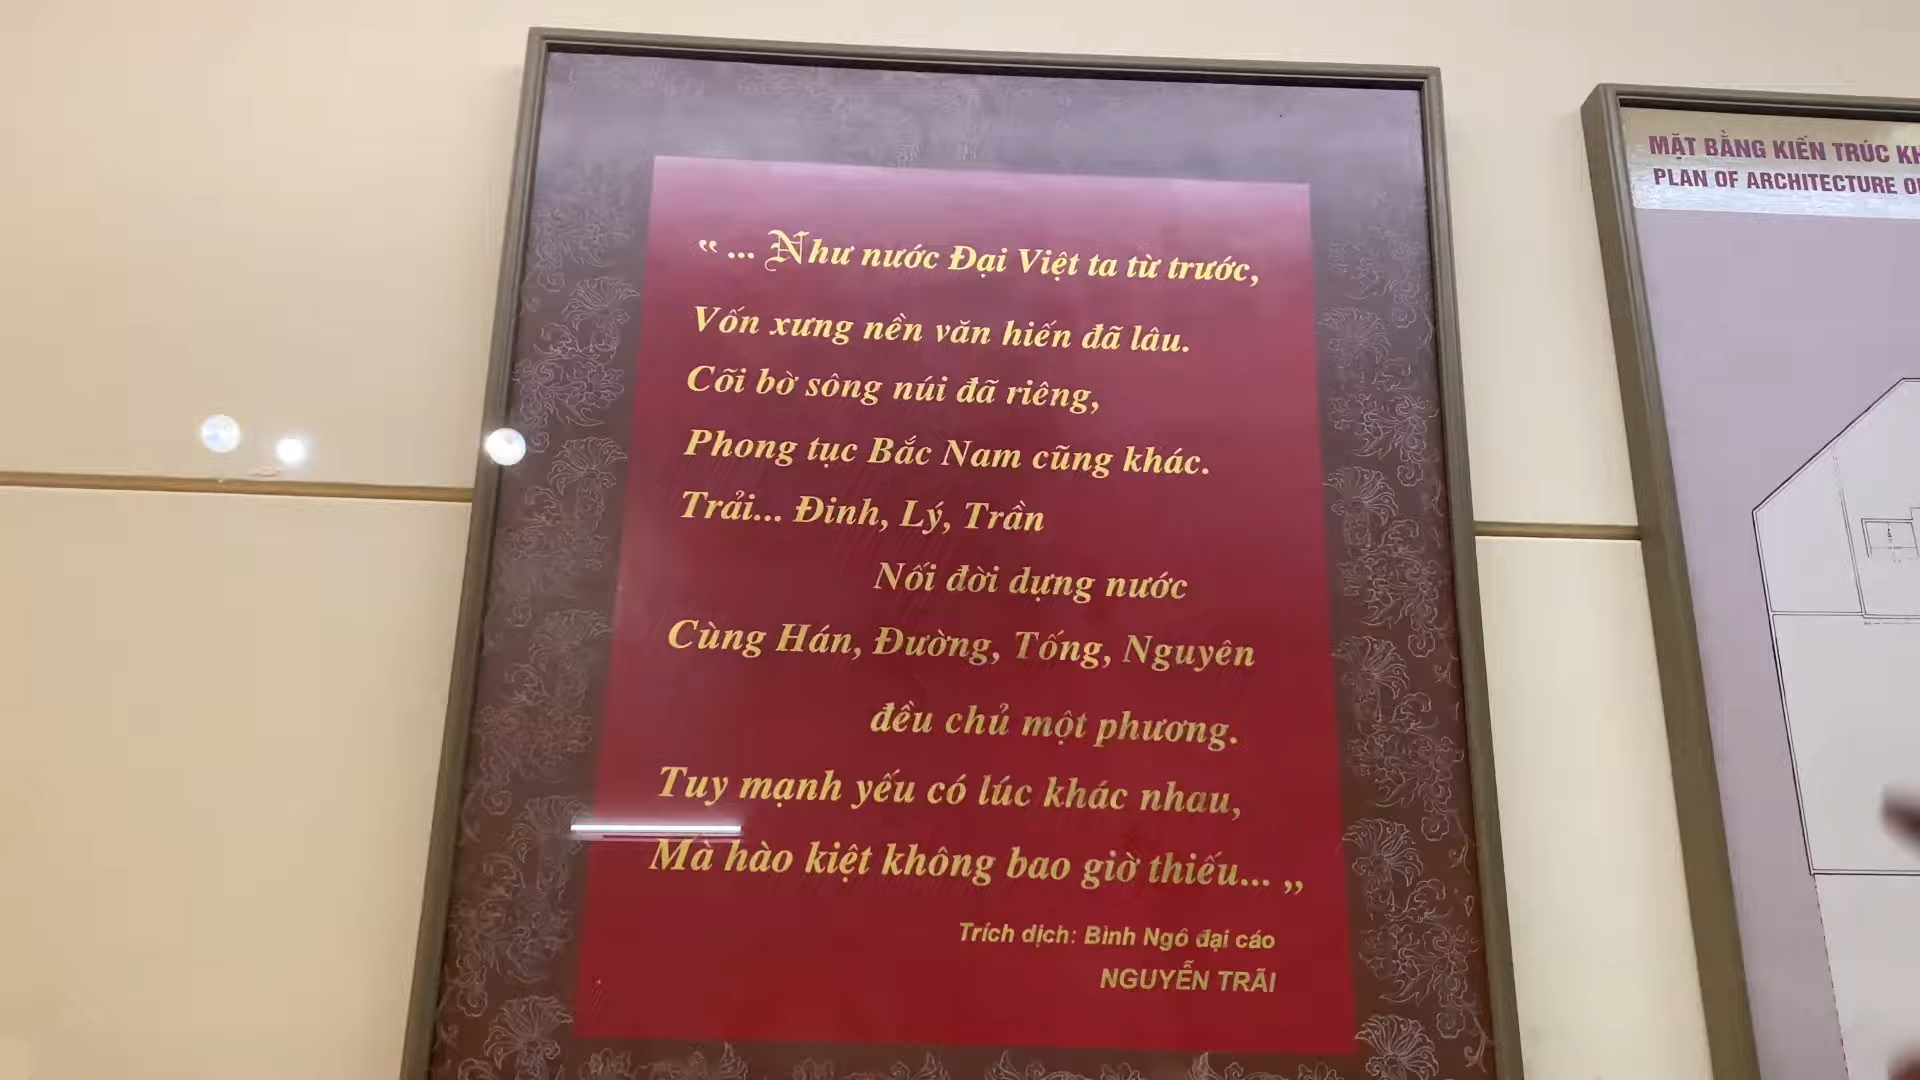 “ ... Như nước Đại Việt ta từ trước,
Vốn xưng nền văn hiến đã lâu.
Cõi bờ sông núi đã riêng,
Phong tục Bắc Nam cũng khác.
Trải... Đinh, Lý, Trần
Nối đời dựng nước
Cùng Hán, Đường, Tống, Nguyên
đều chủ một phương.
Tuy mạnh yếu có lúc khác nhau,
Mà hào kiệt không bao giờ thiếu... ”
Trích dịch: Bình Ngô đại cáo
NGUYỄN TRÃI
MẶT BẰNG KIẾN TRÚC
PLAN OF ARCHITECTURE